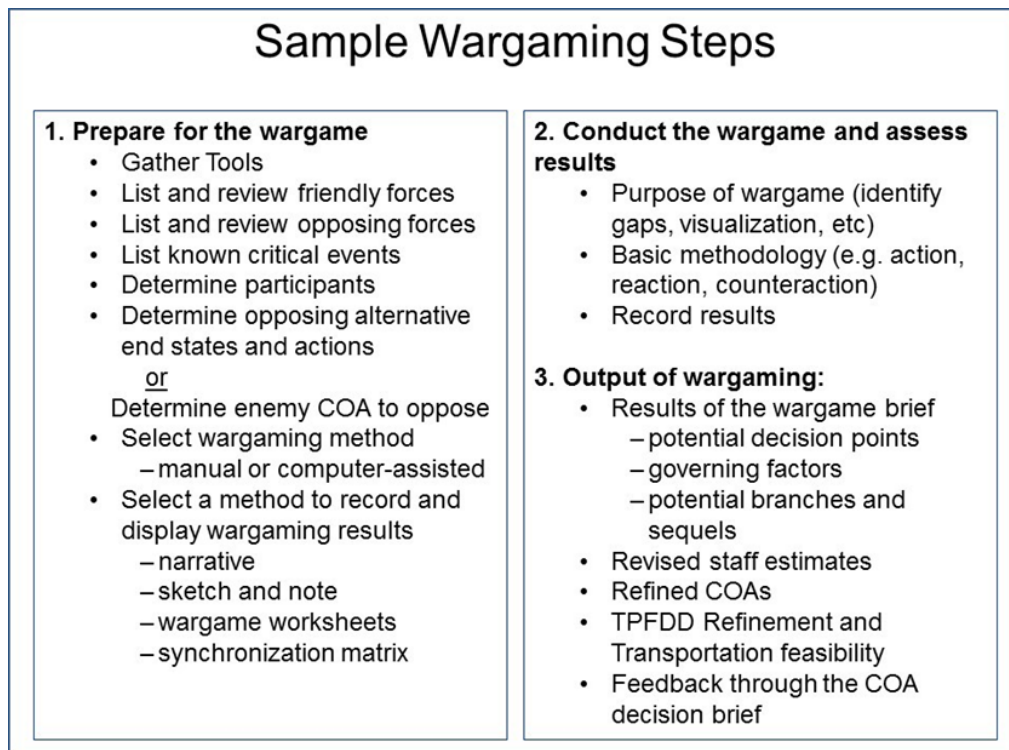 Sample Wargaming Steps
1. Prepare for the wargame
• Gather Tools
• List and review friendly forces
• List and review opposing forces
• List known critical events
• Determine participants
• Determine opposing alternative
end states and actions
or
Determine enemy COA to oppose
• Select wargaming method
– manual or computer-assisted
• Select a method to record and
display wargaming results
– narrative
– sketch and note
– wargame worksheets
– synchronization matrix
2. Conduct the wargame and assess
results
• Purpose of wargame (identify
gaps, visualization, etc)
• Basic methodology (e.g. action,
reaction, counteraction)
• Record results
3. Output of wargaming:
• Results of the wargame brief
– potential decision points
– governing factors
– potential branches and
sequels
• Revised staff estimates
• Refined COAs
• TPFDD Refinement and
Transportation feasibility
• Feedback through the COA
decision brief